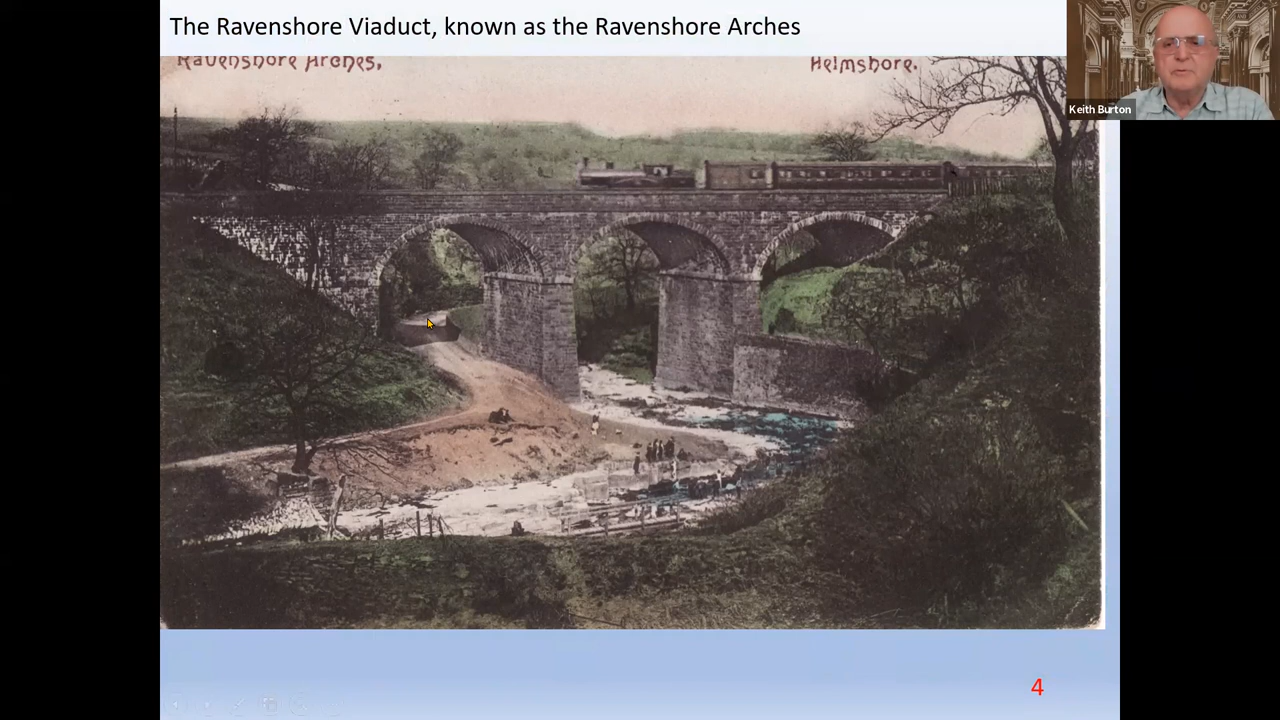 The Ravenshore Viaduct, known as the Ravenshore Arches
Keith Burton
Ravenshore Arches,
Helmshore.
4